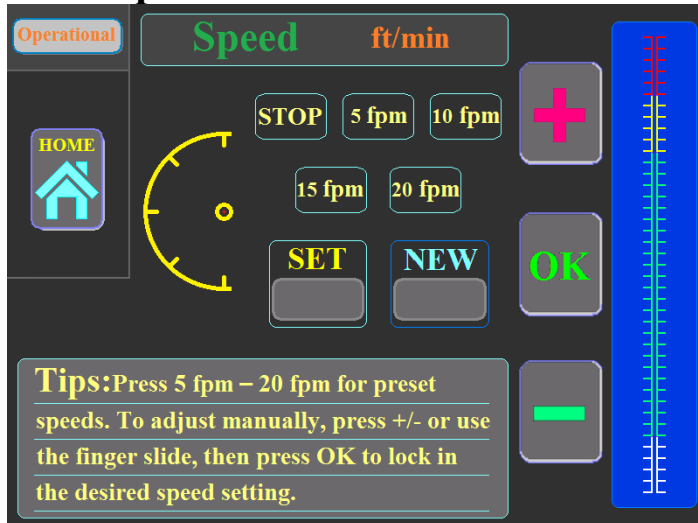 Operational
Speed ft/min
STOP 5 fpm 10 fpm
HOME
15 fpm 20 fpm
SET NEW
OK
Tips:Press 5 fpm – 20 fpm for preset
speeds. To adjust manually, press +/- or use
the finger slide, then press OK to lock in
the desired speed setting.